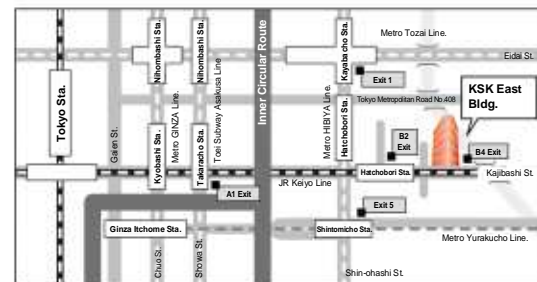 Nihombashi Sta.
Nihombashi Sta.
Kayabacho Sta.
Metro Tozai Line.
Eidai St.
Exit 1
KSK East
Bldg.
Tokyo Metropolitan Road No.408
Tokyo Sta.
Gaien St.
Metro GINZA Line.
Toei Subway Asakusa Line
Inner Circular Route
Metro HIBIYA Line.
Hatchobori Sta.
Kyobashi Sta.
Takaracho Sta.
B2
Exit
B4 Exit
A1 Exit
JR Keiyo Line
Hatchobori Sta.
Kajibashi St.
Exit 5
Ginza Itchome Sta.
Shintomicho Sta.
Metro Yurakucho Line.
Chuo St.
Showa St.
Shin-ohashi St.